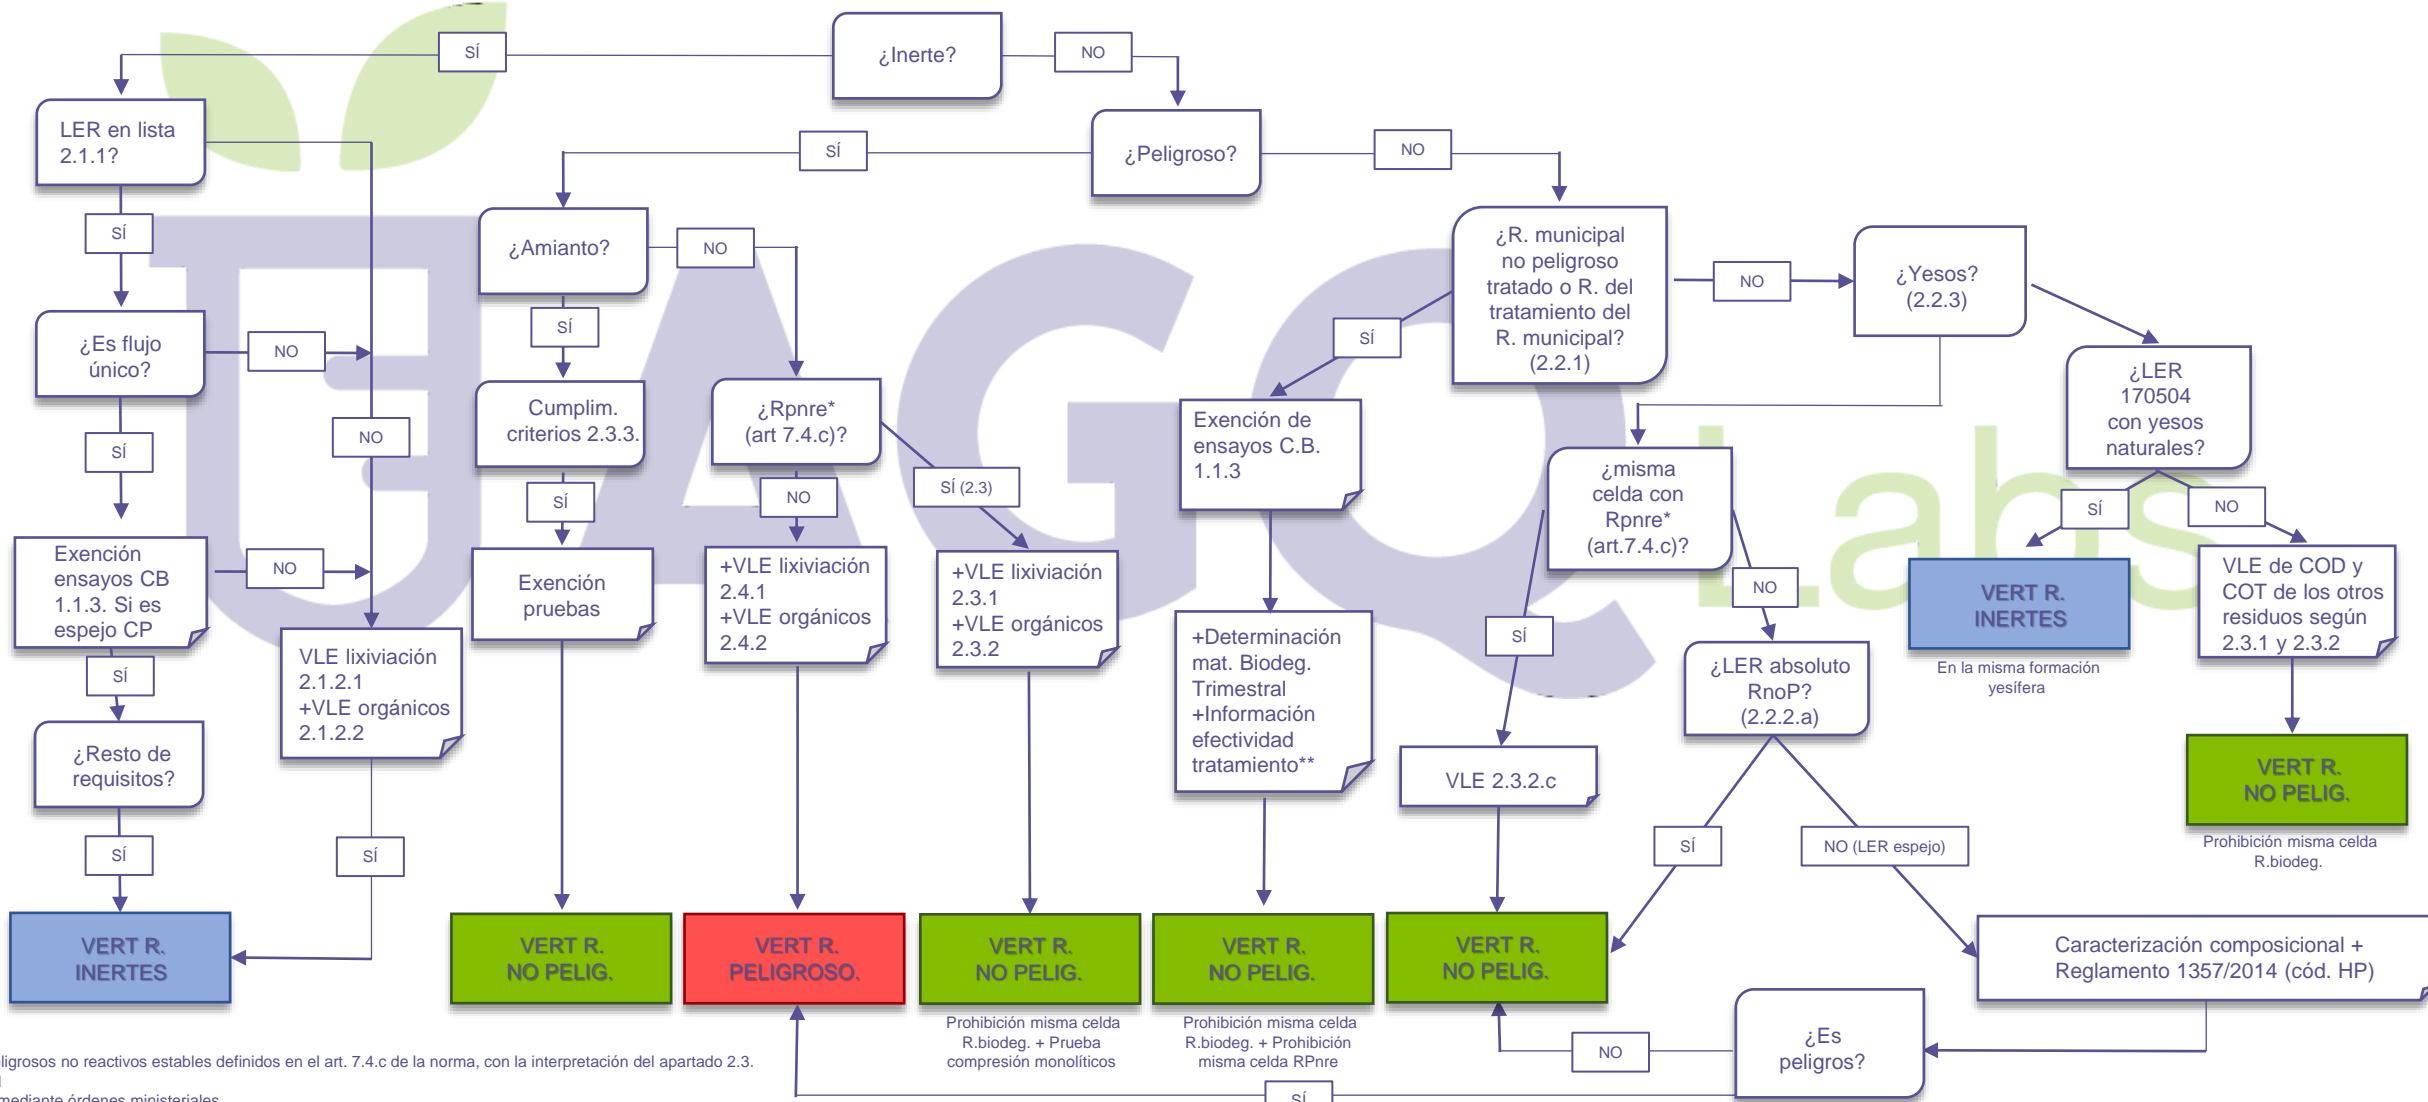 ¿Inerte?
SÍ
NO
LER en lista
2.1.1?
¿Peligroso?
SÍ
NO
SÍ
¿Es flujo
único?
NO
NO
SÍ
Exención
ensayos CB
1.1.3. Si es
espejo CP
NO
SÍ
VLE lixiviación
2.1.2.1
+VLE orgánicos
2.1.2.2
¿Resto de
requisitos?
SÍ
SÍ
VERT R.
INERTES
¿Amianto?
NO
SÍ
Cumplim.
criterios 2.3.3.
SÍ
Exención
pruebas
VERT R.
NO PELIG.
¿Rpnre*
(art 7.4.c)?
NO
SÍ (2.3)
+VLE lixiviación
2.4.1
+VLE orgánicos
2.4.2
VERT R.
PELIGROSO.
+VLE lixiviación
2.3.1
+VLE orgánicos
2.3.2
VERT R.
NO PELIG.
Prohibición misma celda
R.biodeg. + Prueba
compresión monolíticos
¿R. municipal
no peligroso
tratado o R. del
tratamiento del
R. municipal?
(2.2.1)
SÍ
NO
Exención de
ensayos C.B.
1.1.3
+Determinación
mat. Biodeg.
Trimestral
+Información
efectividad
tratamiento**
VERT R.
NO PELIG.
Prohibición misma celda
R.biodeg. + Prohibición
misma celda RPnre
¿Yesos?
(2.2.3)
¿misma
celda con
Rpnre*
(art.7.4.c)?
SÍ
NO
VLE 2.3.2.c
VERT R.
NO PELIG.
¿LER absoluto
RnoP?
(2.2.2.a)
SÍ
NO (LER espejo)
Caracterización composicional +
Reglamento 1357/2014 (cód. HP)
¿Es
peligros?
NO
SÍ
¿LER
170504
con yesos
naturales?
SÍ
NO
VERT R.
INERTES
En la misma formación
yesífera
VLE de COD y
COT de los otros
residuos según
2.3.1 y 2.3.2
VERT R.
NO PELIG.
Prohibición misma celda
R.biodeg.
ligrosos no reactivos estables definidos en el art. 7.4.c de la norma, con la interpretación del apartado 2.3.
mediante órdenes ministeriales
AGQ
Labs